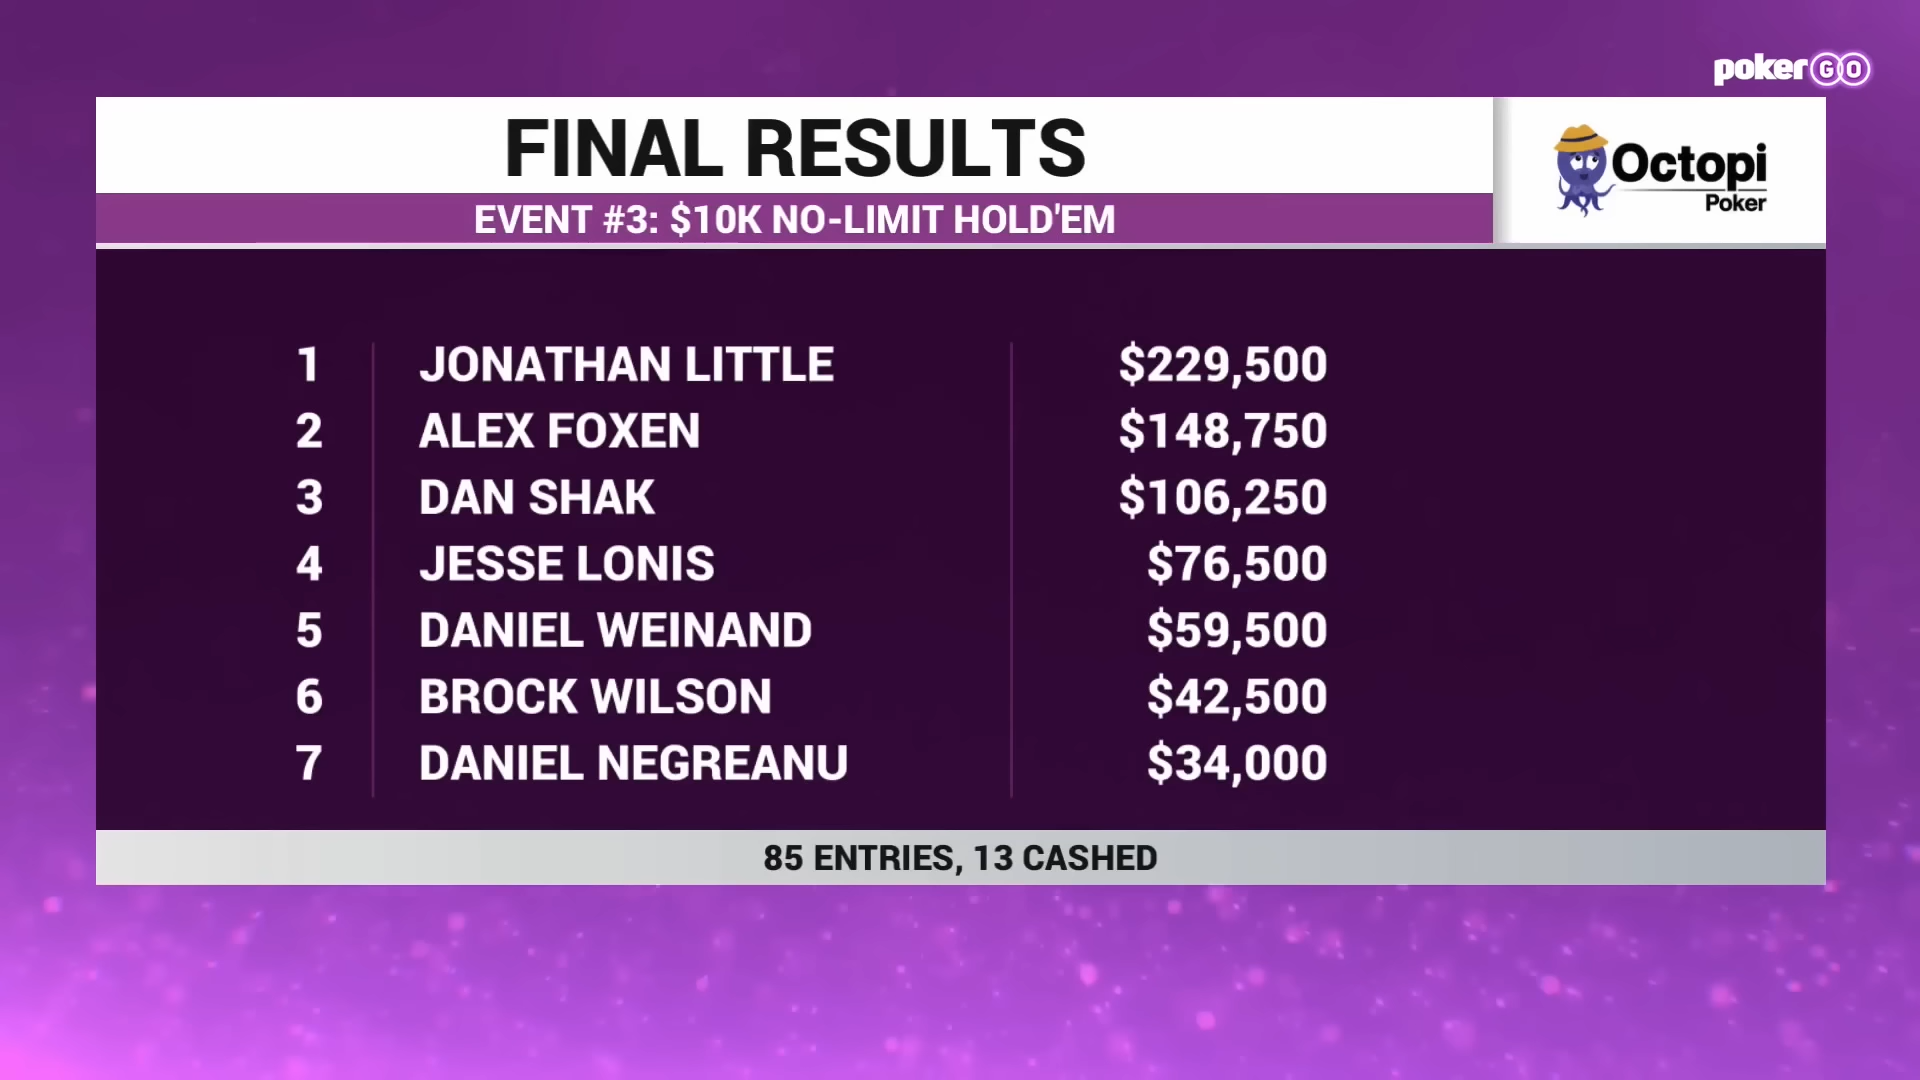 pokerGO
FINAL RESULTS
Octopi
Poker
EVENT #3: $10K NO-LIMIT HOLD'EM
1 JONATHAN LITTLE $229,500
2 ALEX FOXEN $148,750
3 DAN SHAK $106,250
4 JESSE LONIS $76,500
5 DANIEL WEINAND $59,500
6 BROCK WILSON $42,500
7 DANIEL NEGREANU $34,000
85 ENTRIES, 13 CASHED